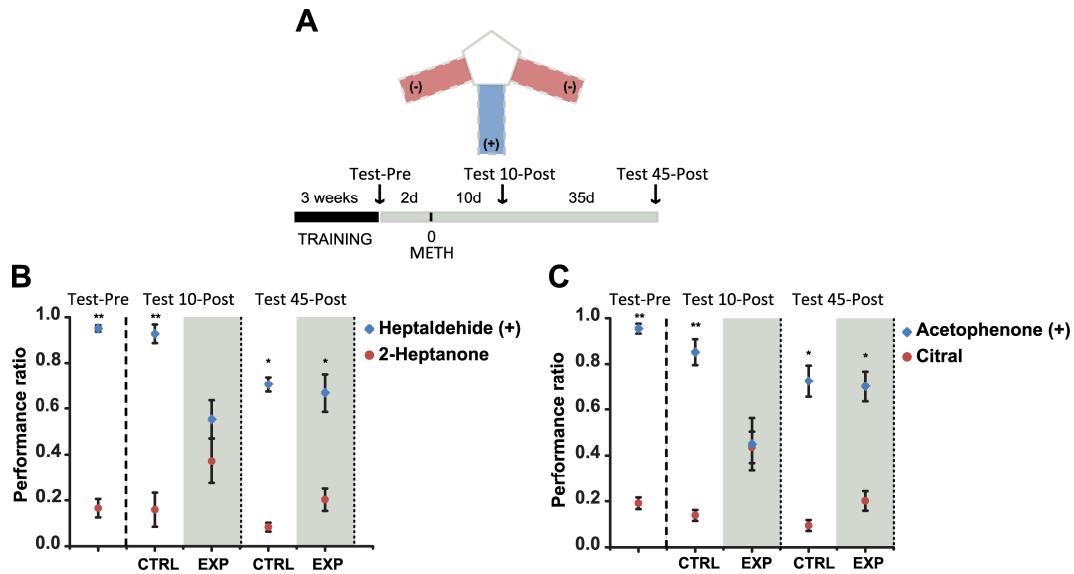 A
(-) (-)
(+)
Test-Pre Test 10-Post Test 45-Post
3 weeks 2d 10d 35d
TRAINING 0
METH
B
Test-Pre Test 10-Post Test 45-Post
Performance ratio
1.0
0.8
0.6
0.4
0.2
0.0
** ** * *
CTRL EXP CTRL EXP
Heptaldehide (+)
2-Heptanone
C
Test-Pre Test 10-Post Test 45-Post
Performance ratio
1.0
0.8
0.6
0.4
0.2
0.0
** ** * *
CTRL EXP CTRL EXP
Acetophenone (+)
Citral